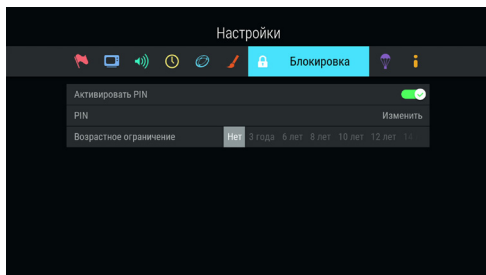 Настройки
Блокировка
Активировать PIN
PIN Изменить
Возрастное ограничение Нет 3 года 6 лет 8 лет 10 лет 12 лет 14